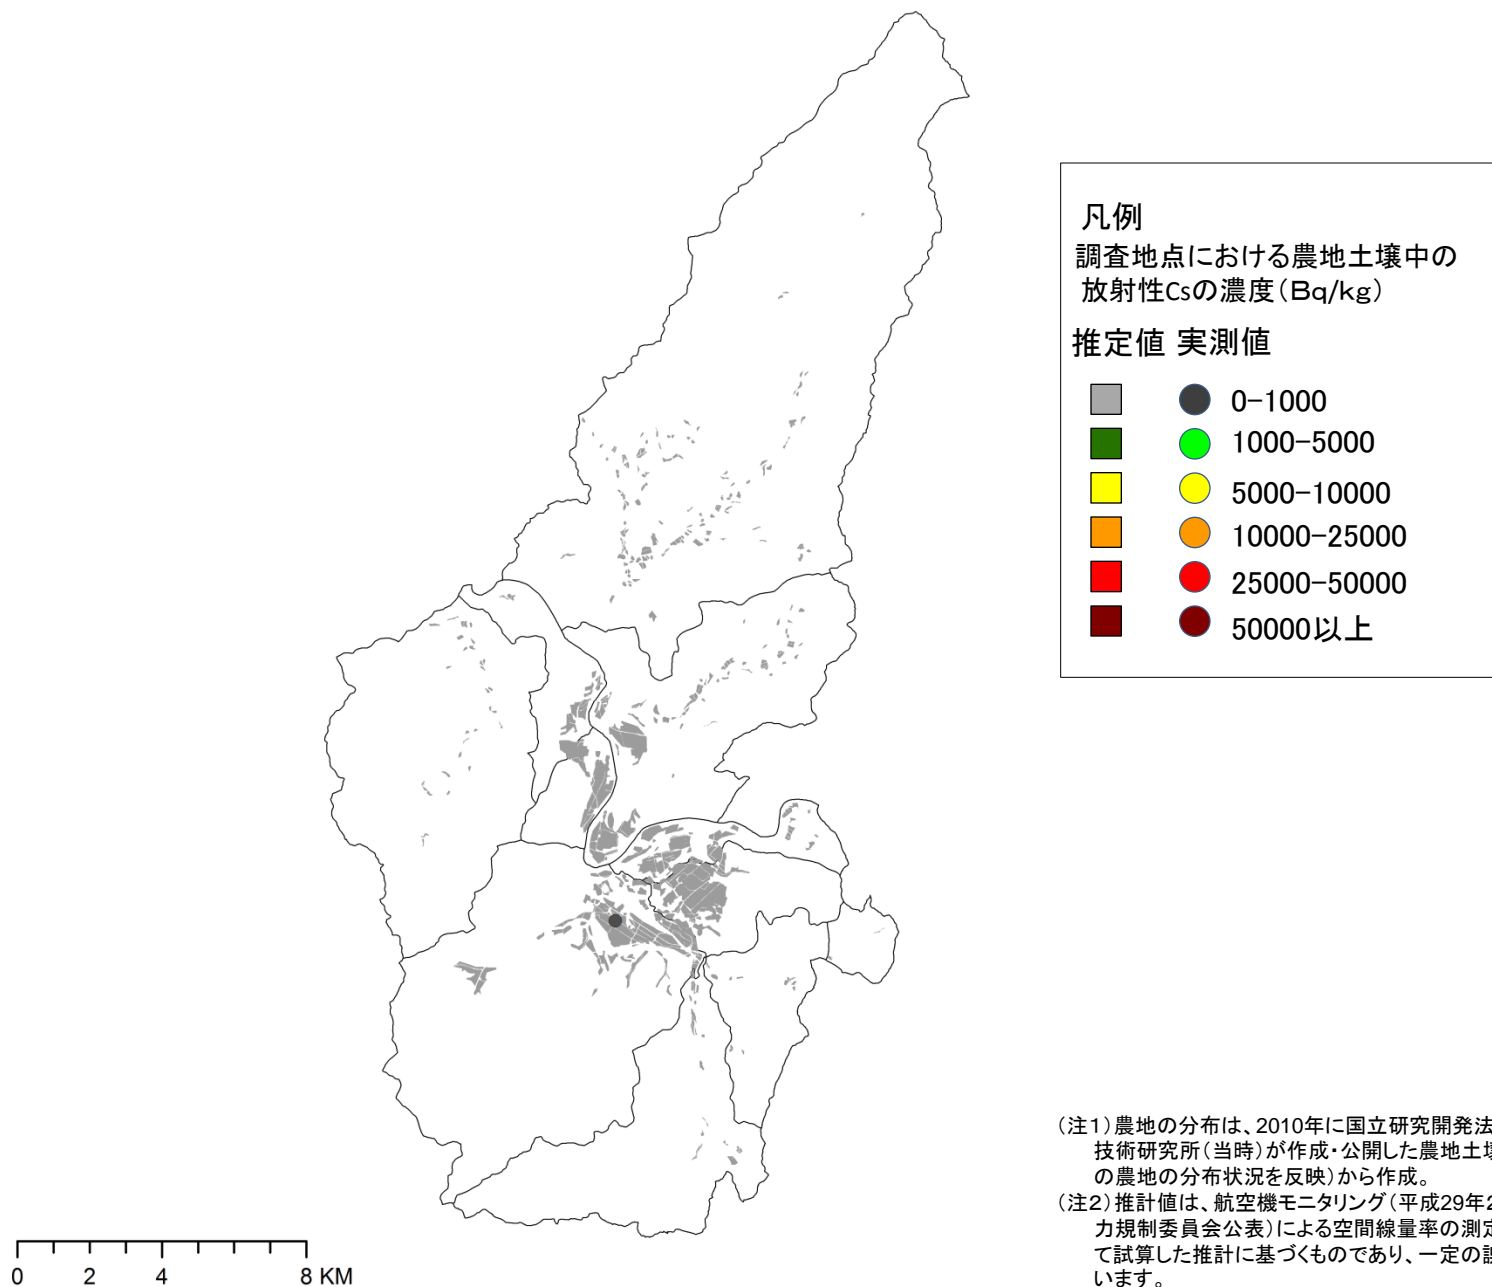 凡例
調査地点における農地土壌中の
放射性Csの濃度(Bq/kg)
推定値 実測値
0-1000
1000-5000
5000-10000
10000-25000
25000-50000
50000以上
(注1)農地の分布は、2010年に国立研究開発法
技術研究所(当時)が作成・公開した農地土壌
の農地の分布状況を反映)から作成。
(注2)推計値は、航空機モニタリング(平成29年2
力規制委員会公表)による空間線量率の測定
て試算した推計に基づくものであり、一定の誤
います。
0 2 4 8 KM